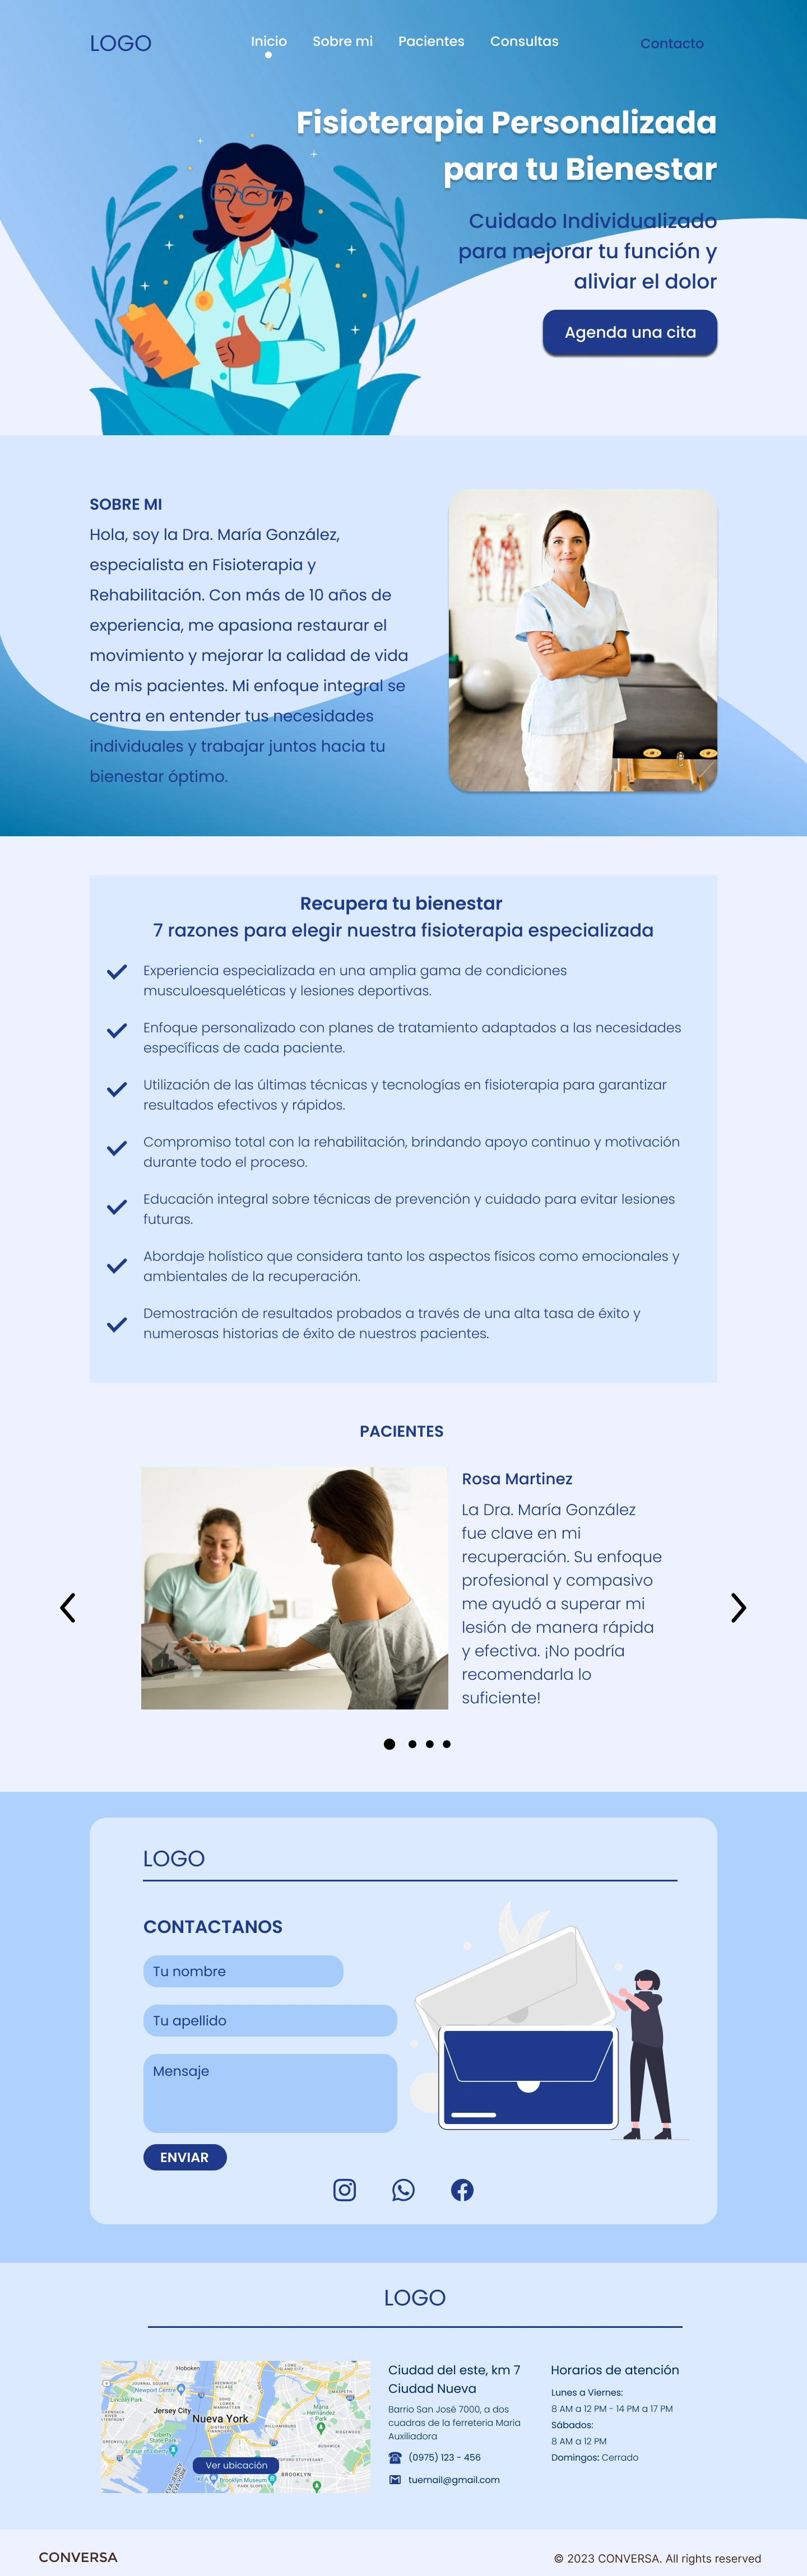 LOGO
Inicio
Sobre mi
Pacientes
Consultas
Contacto
Fisioterapia Personalizada
para tu Bienestar
Cuidado Individualizado
para mejorar tu función y
aliviar el dolor
Agenda una cita
SOBRE MI
Hola, soy la Dra. María González,
especialista en Fisioterapia y
Rehabilitación. Con más de 10 años de
experiencia, me apasiona restaurar el
movimiento y mejorar la calidad de vida
de mis pacientes. Mi enfoque integral se
centra en entender tus necesidades
individuales y trabajar juntos hacia tu
bienestar óptimo.
Recupera tu bienestar
7 razones para elegir nuestra fisioterapia especializada
Experiencia especializada en una amplia gama de condiciones
musculoesqueléticas y lesiones deportivas.
Enfoque personalizado con planes de tratamiento adaptados a las necesidades
específicas de cada paciente.
Utilización de las últimas técnicas y tecnologías en fisioterapia para garantizar
resultados efectivos y rápidos.
Compromiso total con la rehabilitación, brindando apoyo continuo y motivación
durante todo el proceso.
Educación integral sobre técnicas de prevención y cuidado para evitar lesiones
futuras.
Abordaje holístico que considera tanto los aspectos físicos como emocionales y
ambientales de la recuperación.
Demostración de resultados probados a través de una alta tasa de éxito y
numerosas historias de éxito de nuestros pacientes.
PACIENTES
Rosa Martinez
La Dra. María González
fue clave en mi
recuperación. Su enfoque
profesional y compasivo
me ayudó a superar mi
lesión de manera rápida
y efectiva. ¡No podría
recomendarla lo
suficiente!
LOGO
CONTACTANOS
Tu nombre
Tu apellido
Mensaje
ENVIAR
LOGO
Hoboken
Newport Centre
Jersey City
Nueva York
Ver ubicación
BROOKLYN
Brooklyn Museum
Ciudad del este, km 7
Ciudad Nueva
Barrio San José 7000, a dos
cuadras de la ferreteria Maria
Auxiliadora
(0975) 123 - 456
tuemail@gmail.com
Horarios de atención
Lunes a Viernes:
8 AM a 12 PM - 14 PM a 17 PM
Sábados:
8 AM a 12 PM
Domingos: Cerrado
CONVERSA
© 2023 CONVERSA. All rights reserved